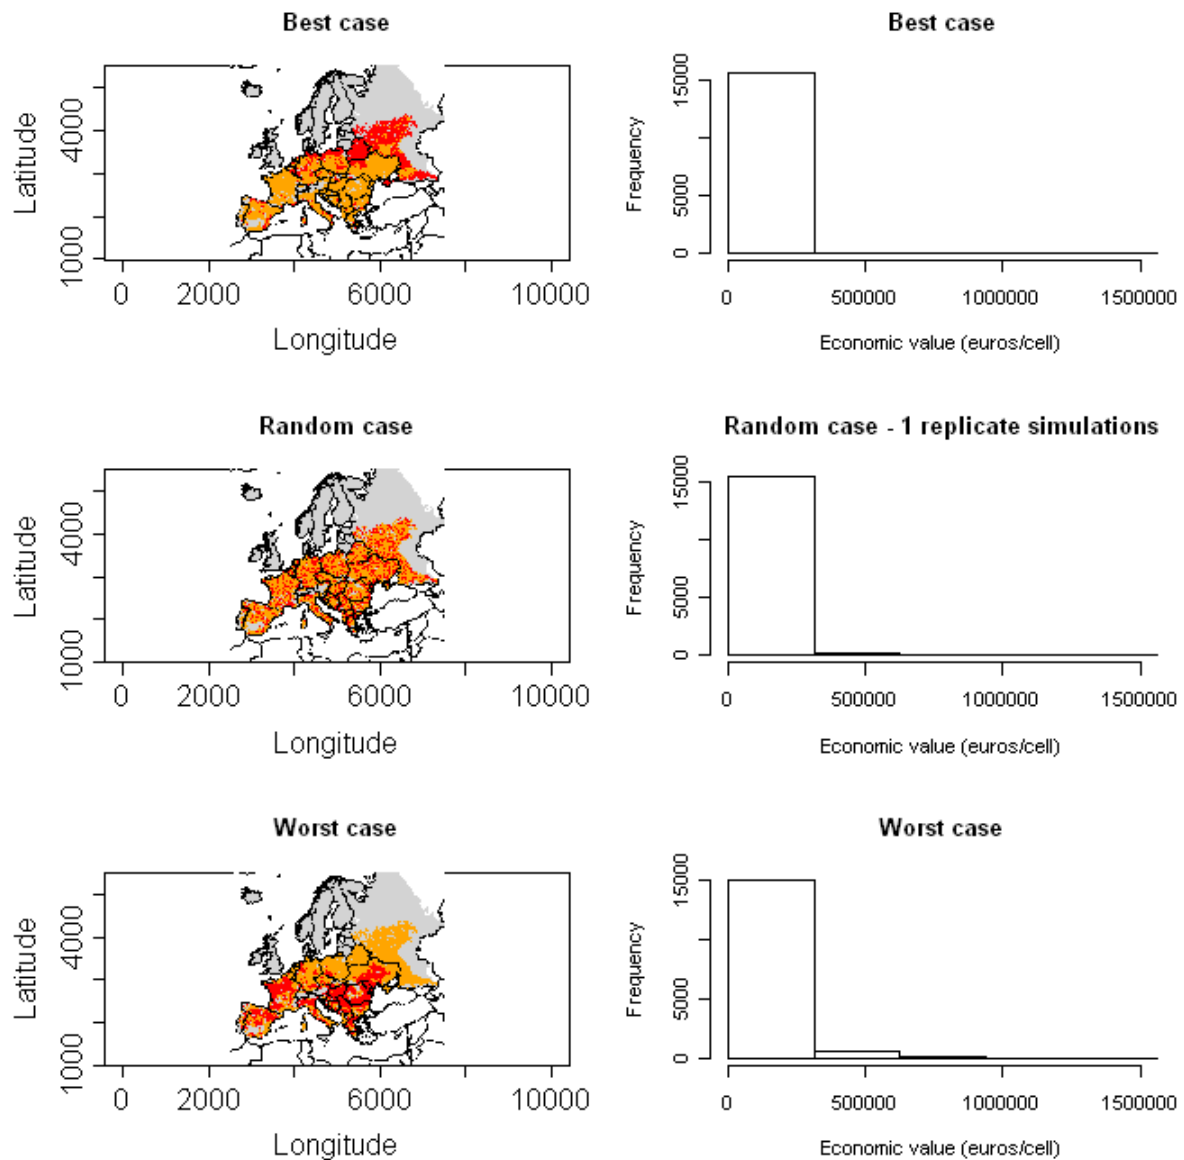 Best case
Latitude
4000
1000
0 2000 6000 10000
Longitude
Best case
Frequency
15000
5000
0
0 500000 1000000 1500000
Economic value (euros/cell)
Random case
Latitude
4000
1000
0 2000 6000 10000
Longitude
Random case - 1 replicate simulations
Frequency
15000
5000
0
0 500000 1000000 1500000
Economic value (euros/cell)
Worst case
Latitude
4000
1000
0 2000 6000 10000
Longitude
Worst case
Frequency
15000
5000
0
0 500000 1000000 1500000
Economic value (euros/cell)